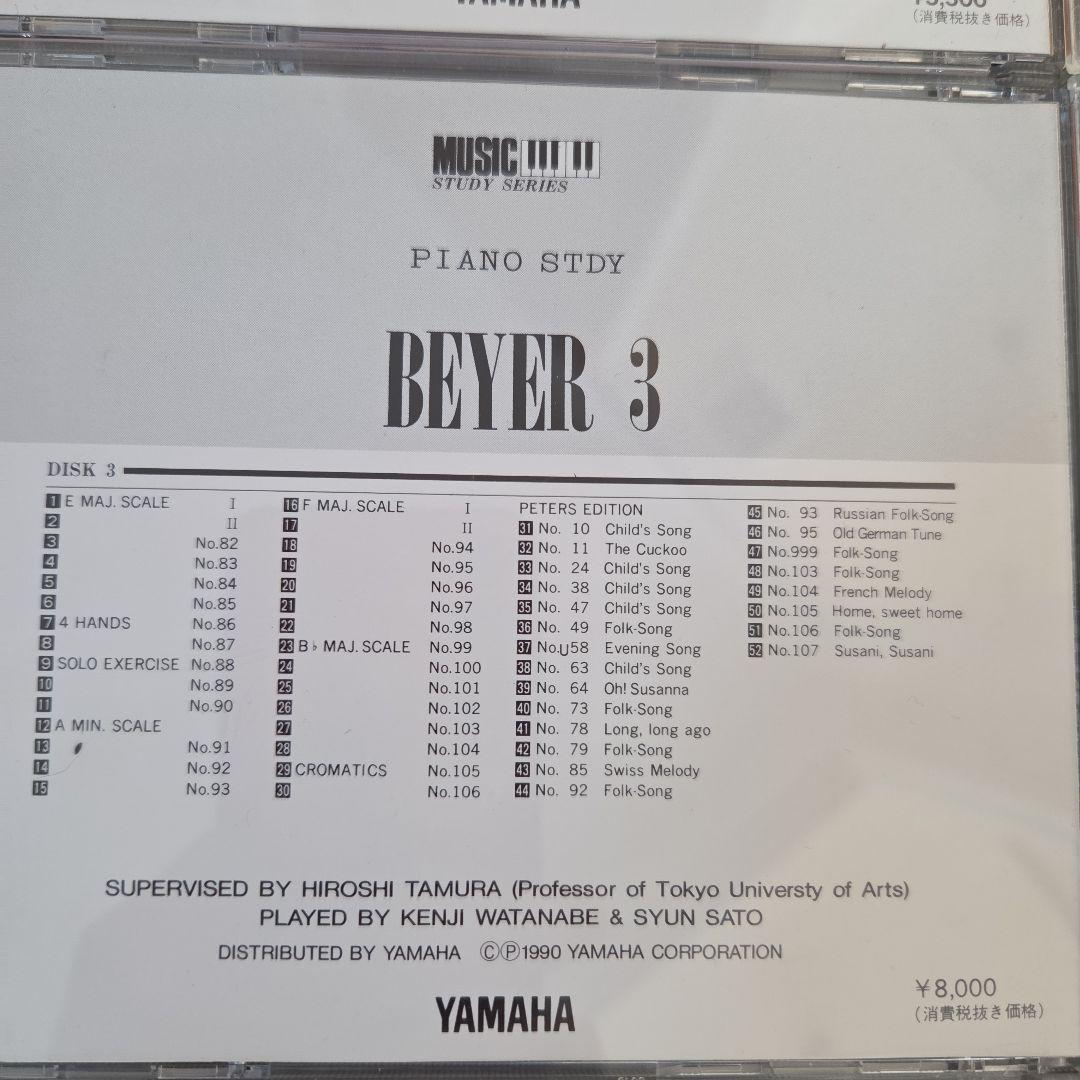 YAMAHA
(消費税抜き価格)
MUSIC
STUDY SERIES
PIANO STDY
BEYER 3
DISK 3
1 E MAJ. SCALE I
2 II
3 No.82
4 No.83
5 No.84
6 No.85
7 4 HANDS No.86
8 No.87
9 SOLO EXERCISE No.88
10 No.89
11 No.90
12 A MIN. SCALE
13 No.91
14 No.92
15 No.93
16 F MAJ. SCALE I
17 II
18 No.94
19 No.95
20 No.96
21 No.97
22 No.98
23 B♭ MAJ. SCALE No.99
24 No.100
25 No.101
26 No.102
27 No.103
28 No.104
29 CROMATICS No.105
30 No.106
PETERS EDITION
31 No. 10 Child's Song
32 No. 11 The Cuckoo
33 No. 24 Child's Song
34 No. 38 Child's Song
35 No. 47 Child's Song
36 No. 49 Folk-Song
37 No.U58 Evening Song
38 No. 63 Child's Song
39 No. 64 Oh! Susanna
40 No. 73 Folk-Song
41 No. 78 Long, long ago
42 No. 79 Folk-Song
43 No. 85 Swiss Melody
44 No. 92 Folk-Song
45 No. 93 Russian Folk-Song
46 No. 95 Old German Tune
47 No.999 Folk-Song
48 No.103 Folk-Song
49 No.104 French Melody
50 No.105 Home, sweet home
51 No.106 Folk-Song
52 No.107 Susani, Susani
SUPERVISED BY HIROSHI TAMURA (Professor of Tokyo Universty of Arts)
PLAYED BY KENJI WATANABE & SYUN SATO
DISTRIBUTED BY YAMAHA ⒸⓅ1990 YAMAHA CORPORATION
YAMAHA
¥8,000
(消費税抜き価格)